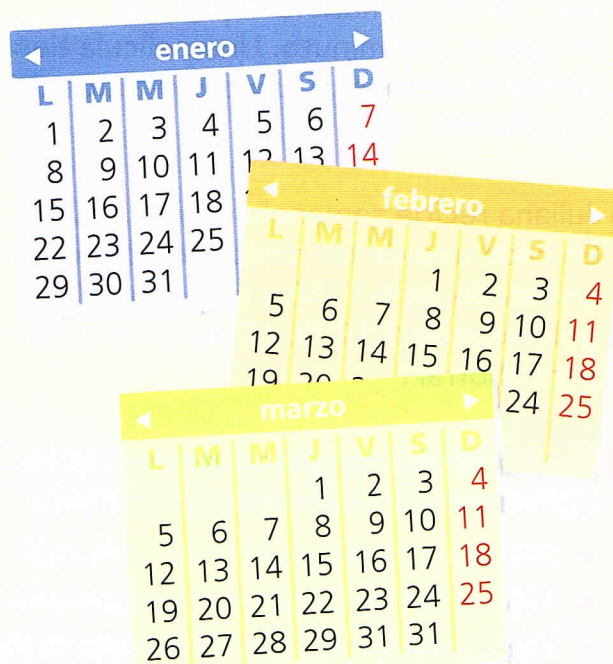 enero
L M M J V S D
1 2 3 4 5 6 7
8 9 10 11 12 13 14
15 16 17 18
22 23 24 25
29 30 31
febrero
L M M J V S D
1 2 3 4
5 6 7 8 9 10 11
12 13 14 15 16 17 18
19 20
24 25
marzo
L M M J V S D
1 2 3 4
5 6 7 8 9 10 11
12 13 14 15 16 17 18
19 20 21 22 23 24 25
26 27 28 29 31 31